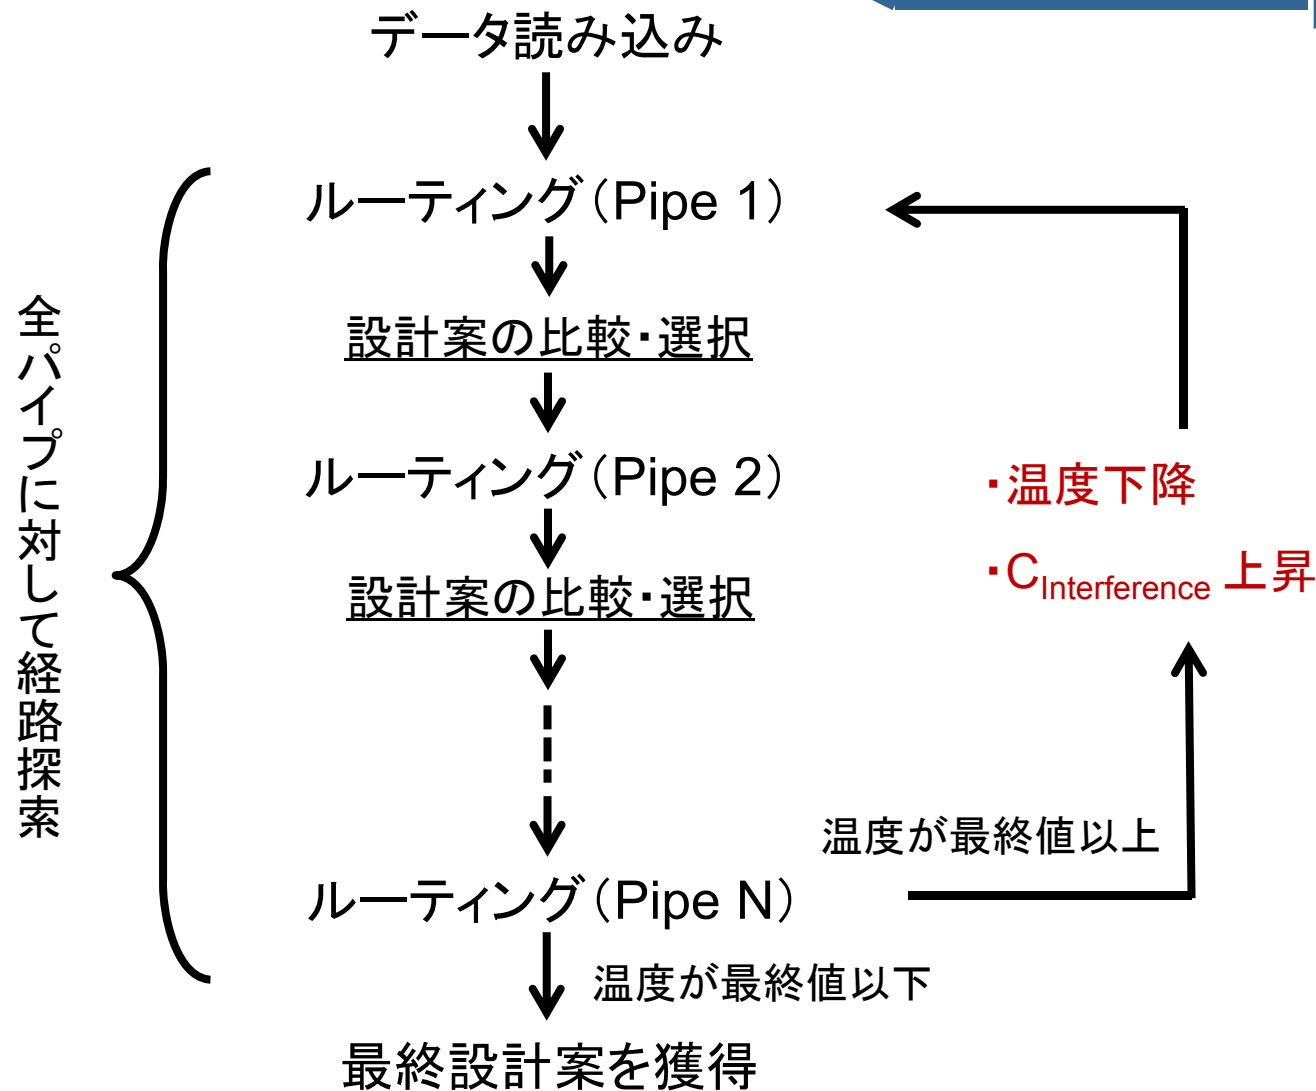 データ読み込み
ルーティング（Pipe 1）
設計案の比較・選択
ルーティング（Pipe 2）
設計案の比較・選択
ルーティング（Pipe N）
温度が最終値以下
最終設計案を獲得
全パイプに対して経路探索
・温度下降
・CInterference 上昇
温度が最終値以上